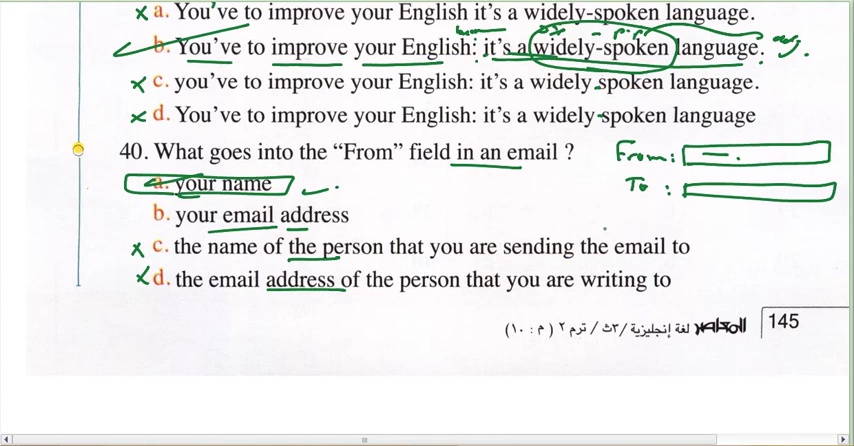 a. You've to improve your English it's a widely-spoken language.
b. You've to improve your English: it's a widely-spoken language.
c. you've to improve your English: it's a widely-spoken language.
d. You've to improve your English: it's a widely-spoken language
40. What goes into the “From” field in an email ?
From:
a. your name
To :
b. your email address
c. the name of the person that you are sending the email to
d. the email address of the person that you are writing to
المعاصر لغة إنجليزية /٣ث / ترم ٢ (م : ١٠)
145